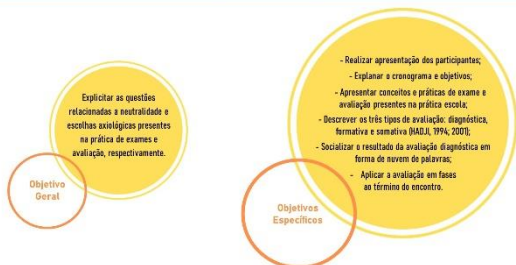 Explicitar as questões
relacionadas a neutralidade e
escolhas axiológicas presentes
na prática de exames e
avaliação, respectivamente.
Objetivo
Geral
- Realizar apresentação dos participantes;
- Explanar o cronograma e objetivos;
- Apresentar conceitos e práticas de exame e
avaliação presentes na prática escola;
- Descrever os três tipos de avaliação: diagnóstica,
formativa e somativa (HADJI, 1994; 2001);
- Socializar o resultado da avaliação diagnóstica em
forma de nuvem de palavras;
- Aplicar a avaliação em fases
ao término do encontro.
Objetivos
Específicos